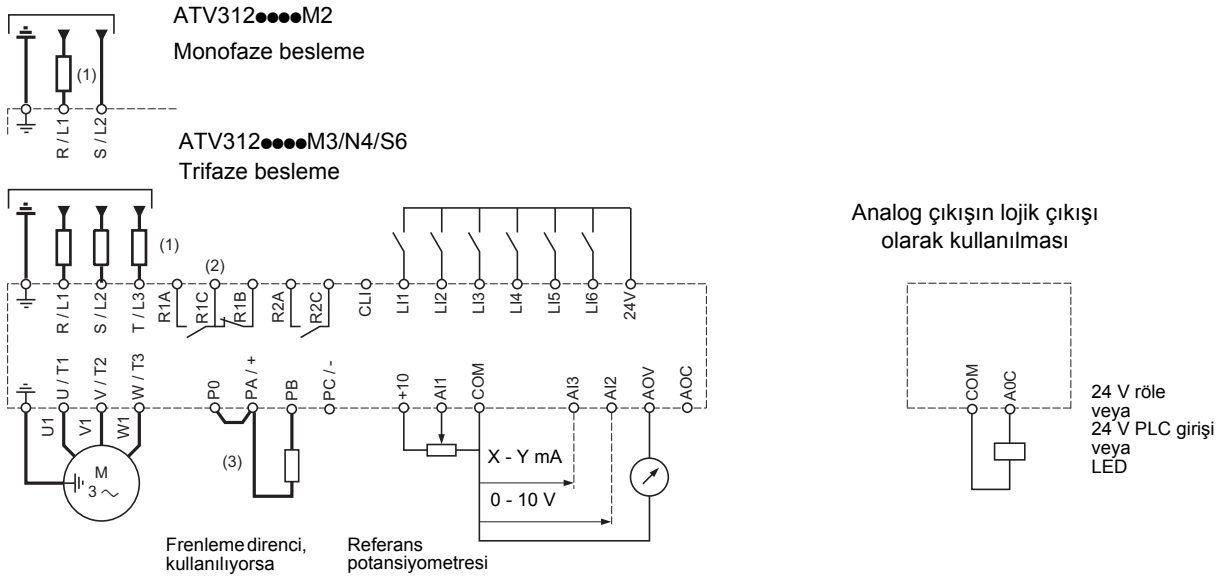 ATV312●●●●M2
Monofaze besleme
(1)
R / L1
S / L2
ATV312●●●●M3/N4/S6
Trifaze besleme
(1)
(2)
R / L1
S / L2
T / L3
R1A
R1C
R1B
R2A
R2C
CLI
LI1
LI2
LI3
LI4
LI5
LI6
24V
U / T1
V / T2
W / T3
P0
PA / +
PB
PC / -
+10
AI1
COM
AI3
AI2
AOV
AOC
U1
V1
W1
M
3 ~
(3)
X - Y mA
0 - 10 V
Frenleme direnci,
kullanılıyorsa
Referans
potansiyometresi
Analog çıkışın lojik çıkışı
olarak kullanılması
COM
A0C
24 V röle
veya
24 V PLC girişi
veya
LED